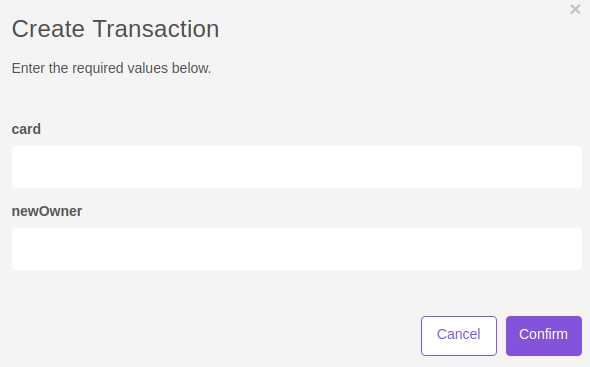 ×
Create Transaction
Enter the required values below.
card
newOwner
Cancel Confirm